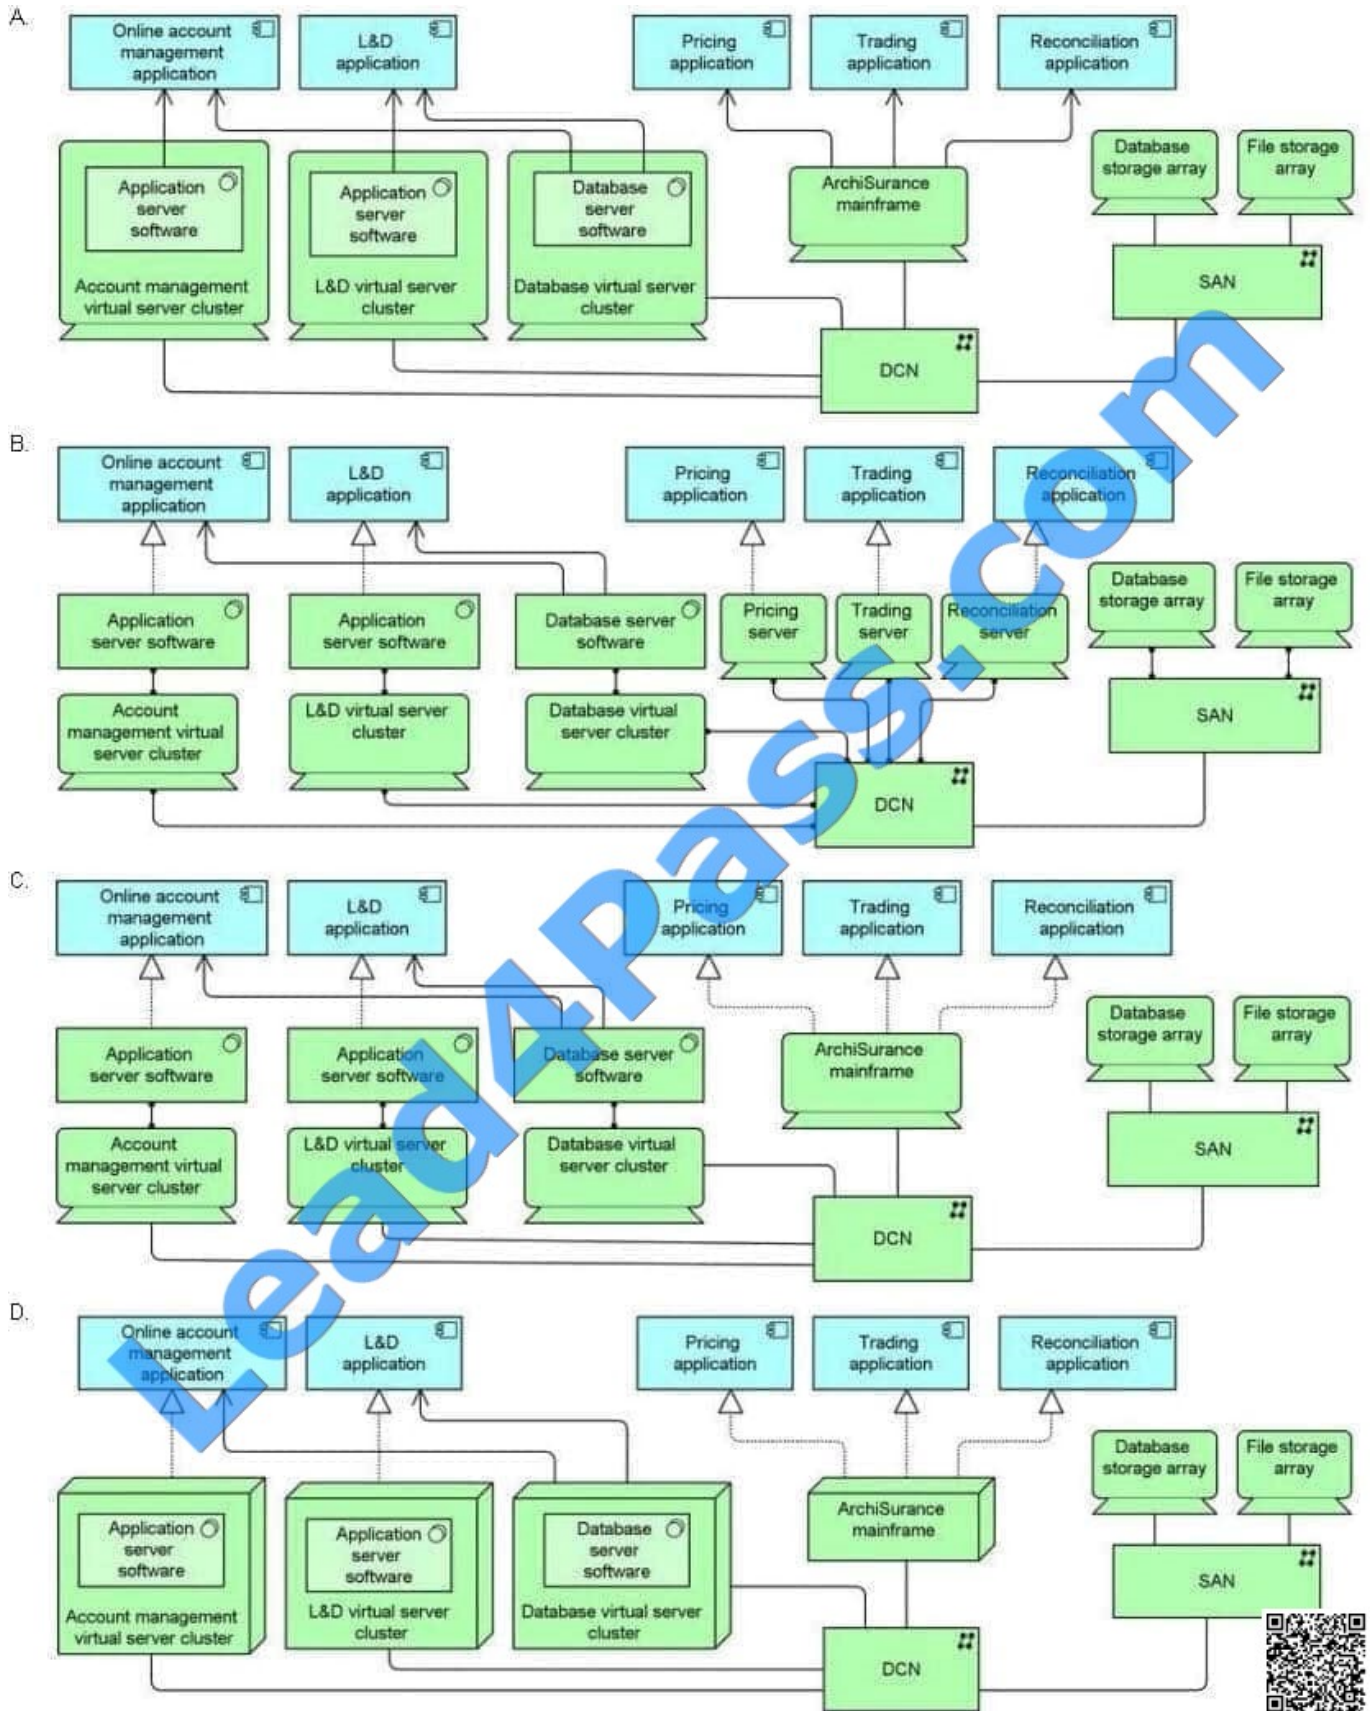 A.
Online account
management
application
L&D
application
Pricing
application
Trading
application
Reconciliation
application
Application
server
software
Account management
virtual server cluster
Application
server
software
L&D virtual server
cluster
Database
server
software
Database virtual server
cluster
ArchiSurance
mainframe
Database
storage array
File storage
array
SAN
DCN
B.
Online account
management
application
L&D
application
Pricing
application
Trading
application
Reconciliation
application
Application
server software
Application
server software
Database server
software
Pricing
server
Trading
server
Reconciliation
server
Database
storage array
File storage
array
Account
management virtual
server cluster
L&D virtual server
cluster
Database virtual
server cluster
SAN
DCN
C.
Online account
management
application
L&D
application
Pricing
application
Trading
application
Reconciliation
application
Application
server software
Application
server software
Database server
software
ArchiSurance
mainframe
Database
storage array
File storage
array
Account
management virtual
server cluster
L&D virtual server
cluster
Database virtual
server cluster
SAN
DCN
D.
Online account
management
application
L&D
application
Pricing
application
Trading
application
Reconciliation
application
Application
server
software
Account management
virtual server cluster
Application
server
software
L&D virtual server
cluster
Database
server
software
Database virtual server
cluster
ArchiSurance
mainframe
Database
storage array
File storage
array
SAN
DCN
Lead4Pass.com